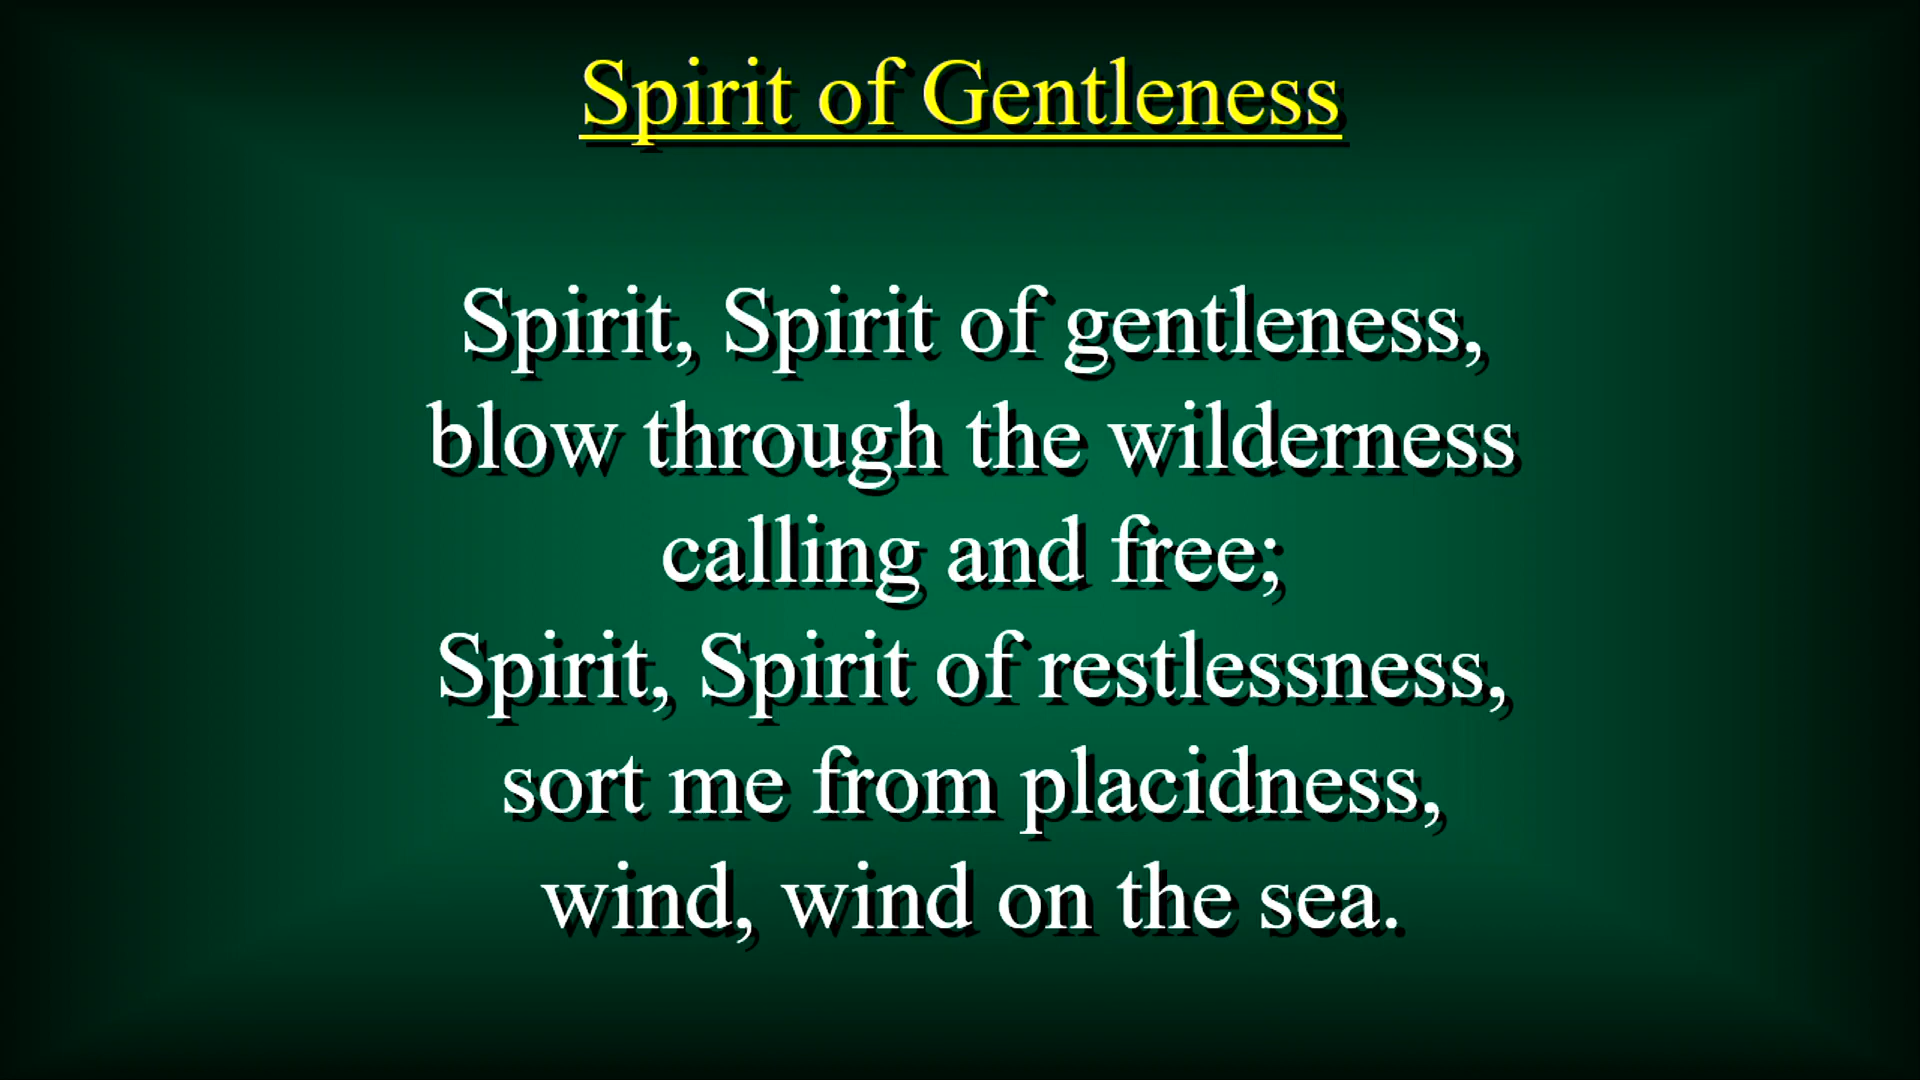 Spirit of Gentleness
Spirit, Spirit of gentleness,
blow through the wilderness
calling and free;
Spirit, Spirit of restlessness,
sort me from placidness,
wind, wind on the sea.